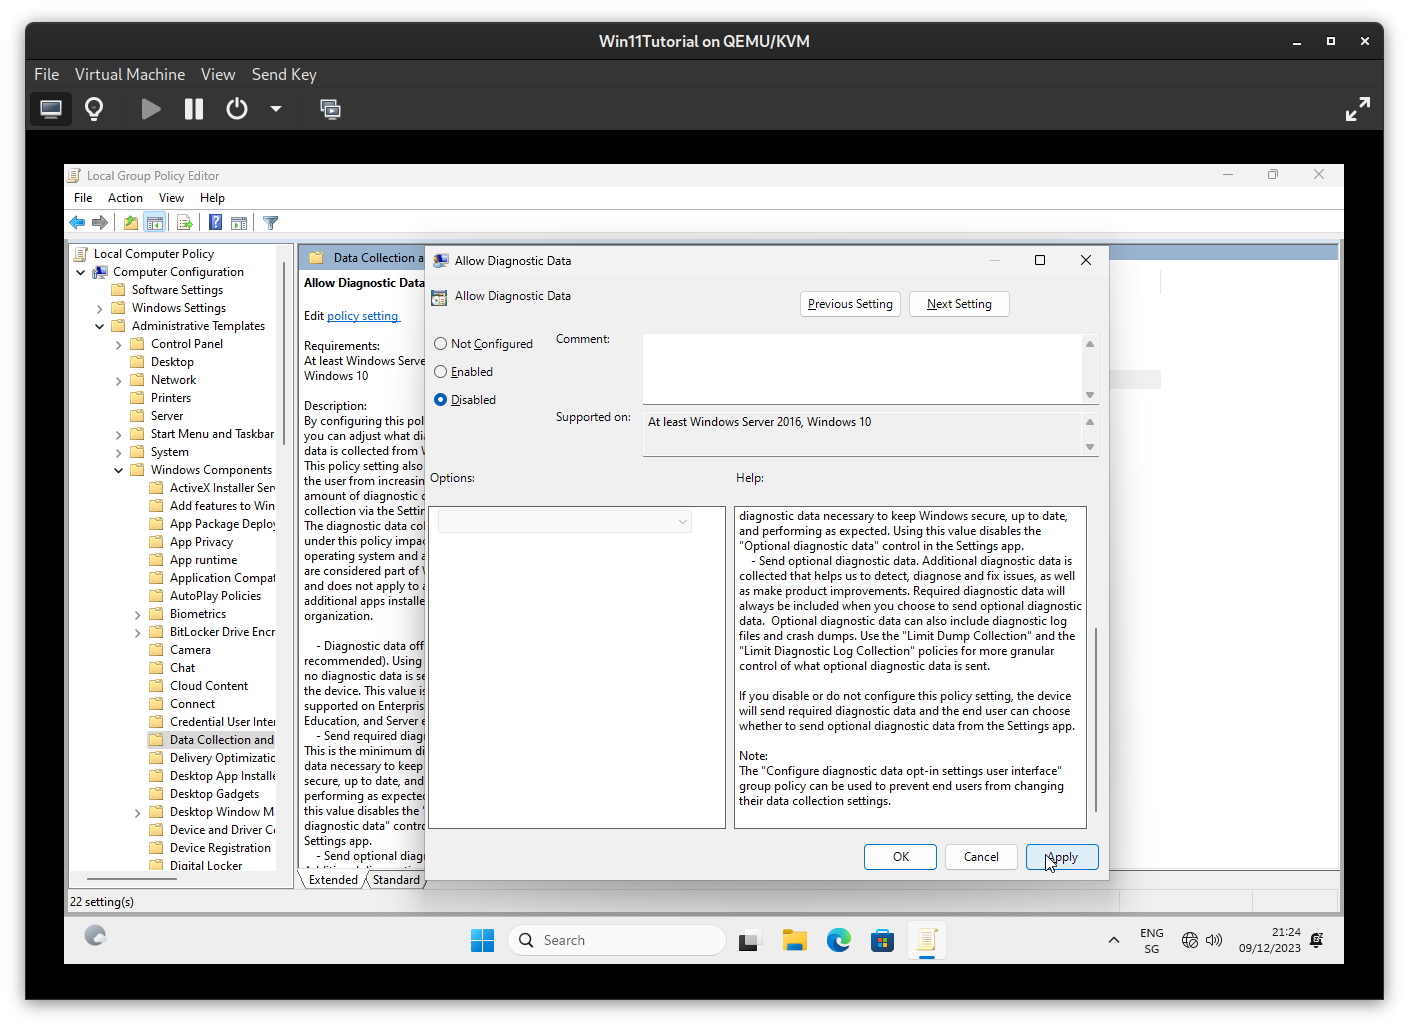 Win11Tutorial on QEMU/KVM
File Virtual Machine View Send Key
Local Group Policy Editor
File Action View Help
Local Computer Policy
Computer Configuration
Software Settings
Windows Settings
Administrative Templates
Control Panel
Desktop
Network
Printers
Server
Start Menu and Taskbar
System
Windows Components
ActiveX Installer Ser
Add features to Win
App Package Deploy
App Privacy
App runtime
Application Compat
AutoPlay Policies
Biometrics
BitLocker Drive Encr
Camera
Chat
Cloud Content
Connect
Credential User Inter
Data Collection and
Delivery Optimizatic
Desktop App Installe
Desktop Gadgets
Desktop Window M
Device and Driver C
Device Registration
Digital Locker
Data Collection a
Allow Diagnostic Data
Edit policy setting
Requirements:
At least Windows Serve
Windows 10
Description:
By configuring this pol
you can adjust what dia
data is collected from W
This policy setting also
the user from increasin
amount of diagnostic d
collection via the Settin
The diagnostic data col
under this policy impac
operating system and a
are considered part of W
and does not apply to a
additional apps installe
organization.
- Diagnostic data off
recommended). Using
no diagnostic data is se
the device. This value is
supported on Enterpris
Education, and Server e
- Send required diagn
This is the minimum di
data necessary to keep
secure, up to date, and
performing as expected
this value disables the "
diagnostic data" contro
Settings app.
- Send optional diagn
Extended Standard
22 setting(s)
Allow Diagnostic Data
Allow Diagnostic Data
Previous Setting Next Setting
Not Configured
Enabled
Disabled
Comment:
Supported on:
At least Windows Server 2016, Windows 10
Options:
Help:
diagnostic data necessary to keep Windows secure, up to date,
and performing as expected. Using this value disables the
"Optional diagnostic data" control in the Settings app.
- Send optional diagnostic data. Additional diagnostic data is
collected that helps us to detect, diagnose and fix issues, as well
as make product improvements. Required diagnostic data will
always be included when you choose to send optional diagnostic
data. Optional diagnostic data can also include diagnostic log
files and crash dumps. Use the "Limit Dump Collection" and the
"Limit Diagnostic Log Collection" policies for more granular
control of what optional diagnostic data is sent.
If you disable or do not configure this policy setting, the device
will send required diagnostic data and the end user can choose
whether to send optional diagnostic data from the Settings app.
Note:
The "Configure diagnostic data opt-in settings user interface"
group policy can be used to prevent end users from changing
their data collection settings.
OK Cancel Apply
Search
ENG
SG
21:24
09/12/2023